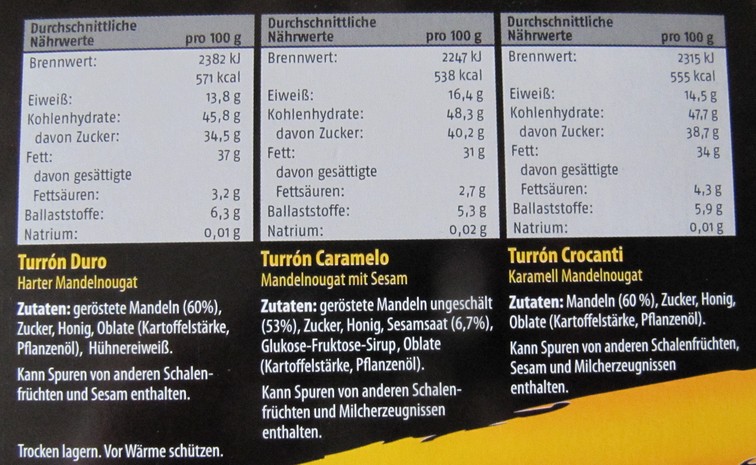 Durchschnittliche
Nährwerte pro 100 g
Brennwert: 2382 kJ
571 kcal
Eiweiß: 13,8 g
Kohlenhydrate: 45,8 g
davon Zucker: 34,5 g
Fett: 37 g
davon gesättigte
Fettsäuren: 3,2 g
Ballaststoffe: 6,3 g
Natrium: 0,01 g
Turrón Duro
Harter Mandelnougat
Zutaten: geröstete Mandeln (60%),
Zucker, Honig, Oblate (Kartoffelstärke,
Pflanzenöl), Hühnereiweiß.
Kann Spuren von anderen Schalen-
früchten und Sesam enthalten.
Trocken lagern. Vor Wärme schützen.
Durchschnittliche
Nährwerte pro 100 g
Brennwert: 2247 kJ
538 kcal
Eiweiß: 16,4 g
Kohlenhydrate: 48,3 g
davon Zucker: 40,2 g
Fett: 31 g
davon gesättigte
Fettsäuren: 2,7 g
Ballaststoffe: 5,3 g
Natrium: 0,02 g
Turrón Caramelo
Mandelnougat mit Sesam
Zutaten: geröstete Mandeln ungeschält
(53%), Zucker, Honig, Sesamsaat (6,7%),
Glukose-Fruktose-Sirup, Oblate
(Kartoffelstärke, Pflanzenöl).
Kann Spuren von anderen Schalen-
früchten und Milcherzeugnissen
enthalten.
Durchschnittliche
Nährwerte pro 100 g
Brennwert: 2315 kJ
555 kcal
Eiweiß: 14,5 g
Kohlenhydrate: 47,7 g
davon Zucker: 38,7 g
Fett: 34 g
davon gesättigte
Fettsäuren: 4,3 g
Ballaststoffe: 5,9 g
Natrium: 0,01 g
Turrón Crocanti
Karamell Mandelnougat
Zutaten: Mandeln (60 %), Zucker, Honig,
Oblate (Kartoffelstärke, Pflanzenöl).
Kann Spuren von anderen Schalenfrüchten,
Sesam und Milcherzeugnissen
enthalten.